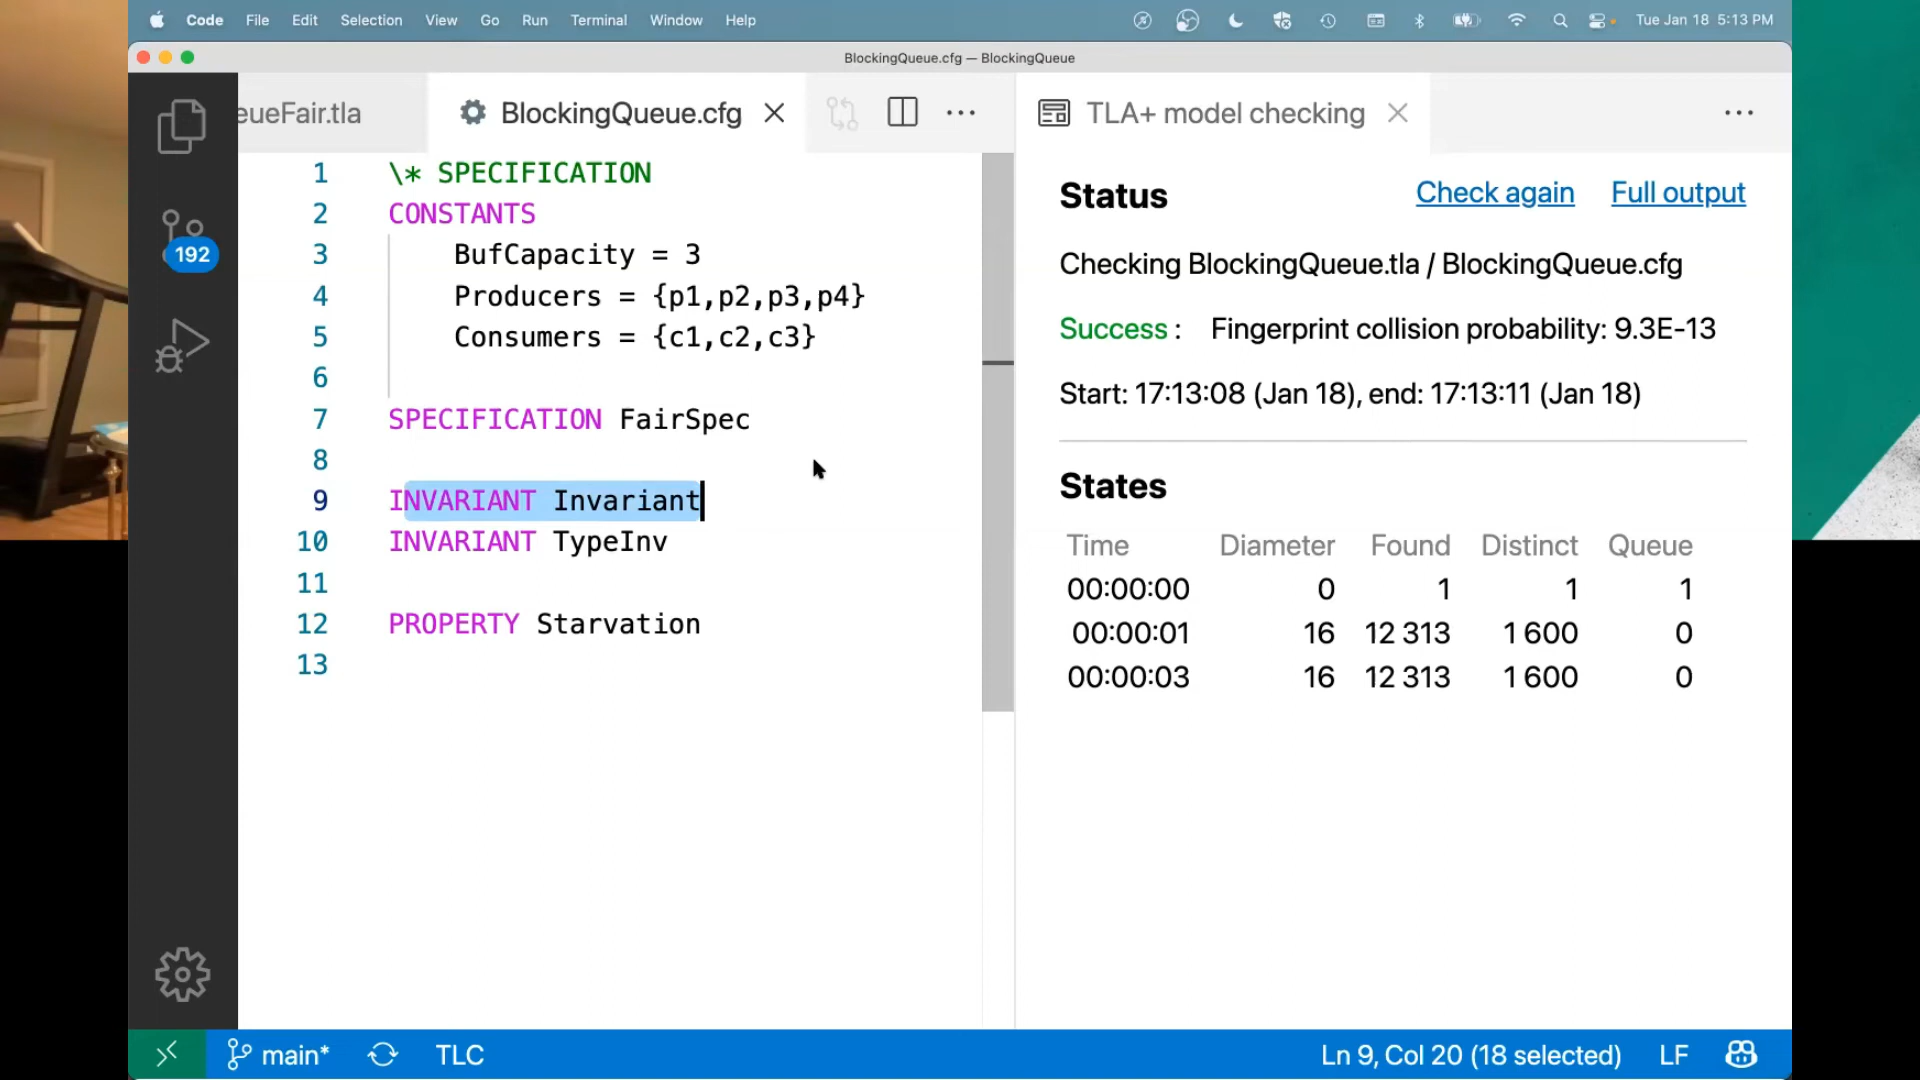 Code File Edit Selection View Go Run Terminal Window Help Tue Jan 18 5:13 PM
BlockingQueue.cfg — BlockingQueue
eueFair.tla BlockingQueue.cfg
TLA+ model checking
192
1 \* SPECIFICATION
2 CONSTANTS
3 BufCapacity = 3
4 Producers = {p1,p2,p3,p4}
5 Consumers = {c1,c2,c3}
6
7 SPECIFICATION FairSpec
8
9 INVARIANT Invariant
10 INVARIANT TypeInv
11
12 PROPERTY Starvation
13
Status Check again Full output
Checking BlockingQueue.tla / BlockingQueue.cfg
Success : Fingerprint collision probability: 9.3E-13
Start: 17:13:08 (Jan 18), end: 17:13:11 (Jan 18)
States
Time Diameter Found Distinct Queue
00:00:00 0 1 1 1
00:00:01 16 12 313 1 600 0
00:00:03 16 12 313 1 600 0
main* TLC Ln 9, Col 20 (18 selected) LF